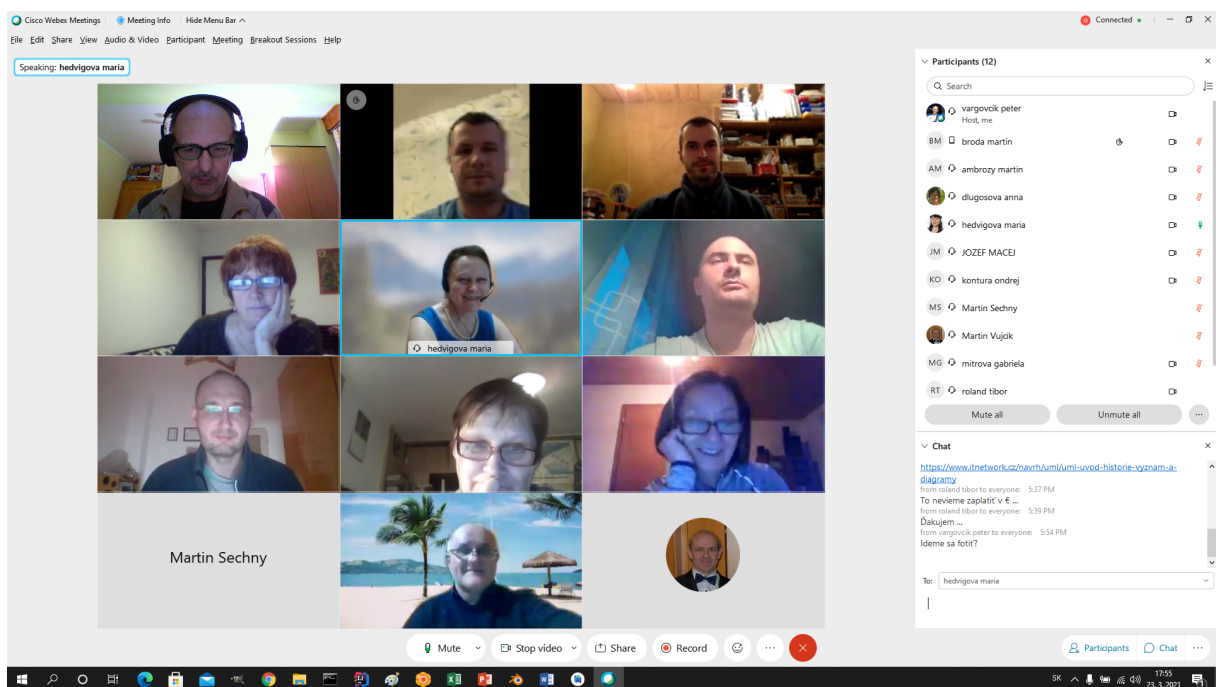 Cisco Webex Meetings
Meeting Info
Hide Menu Bar
Connected
File Edit Share View Audio & Video Participant Meeting Breakout Sessions Help
Speaking: hedvigova maria
hedvigova maria
Martin Sechny
Participants (12)
Search
vargovcik peter
Host, me
BM broda martin
AM ambrozy martin
dlugosova anna
hedvigova maria
JM JOZEF MACEJ
KO kontura ondrej
MS Martin Sechny
Martin Vujcik
MG mitrova gabriela
RT roland tibor
Mute all
Unmute all
Chat
https://www.itnetwork.cz/navrh/uml/uml-uvod-historie-vyznam-a-
diagramy
from roland tibor to everyone: 5:37 PM
To nevieme zaplatiť v € ...
from roland tibor to everyone: 5:39 PM
Ďakujem ...
from vargovcik peter to everyone: 5:54 PM
Ideme sa fotiť?
To: hedvigova maria
Mute
Stop video
Share
Record
Participants
Chat
SK
17:55
23. 3. 2021